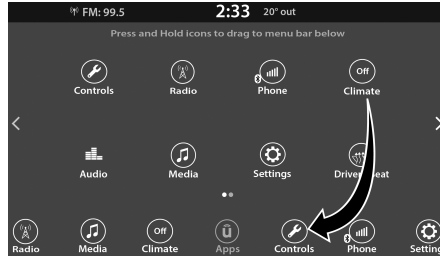 FM: 99.5 2:33 20° out
Press and Hold icons to drag to menu bar below
Off
Controls Radio Phone Climate
Audio Media Settings Driver Seat
Off ū
Radio Media Climate Apps Controls Phone Setting